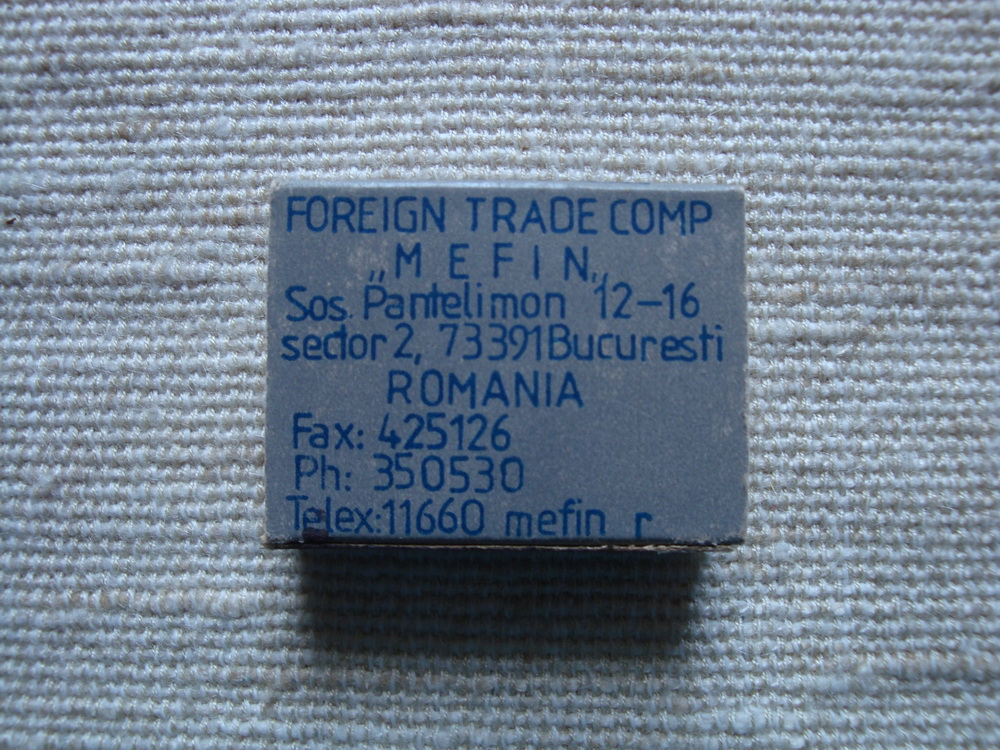 FOREIGN TRADE COMP
„M E F I N„
Sos. Pantelimon 12-16
sector 2, 73391 Bucuresti
ROMANIA
Fax: 425126
Ph: 350530
Telex: 11660 mefin r